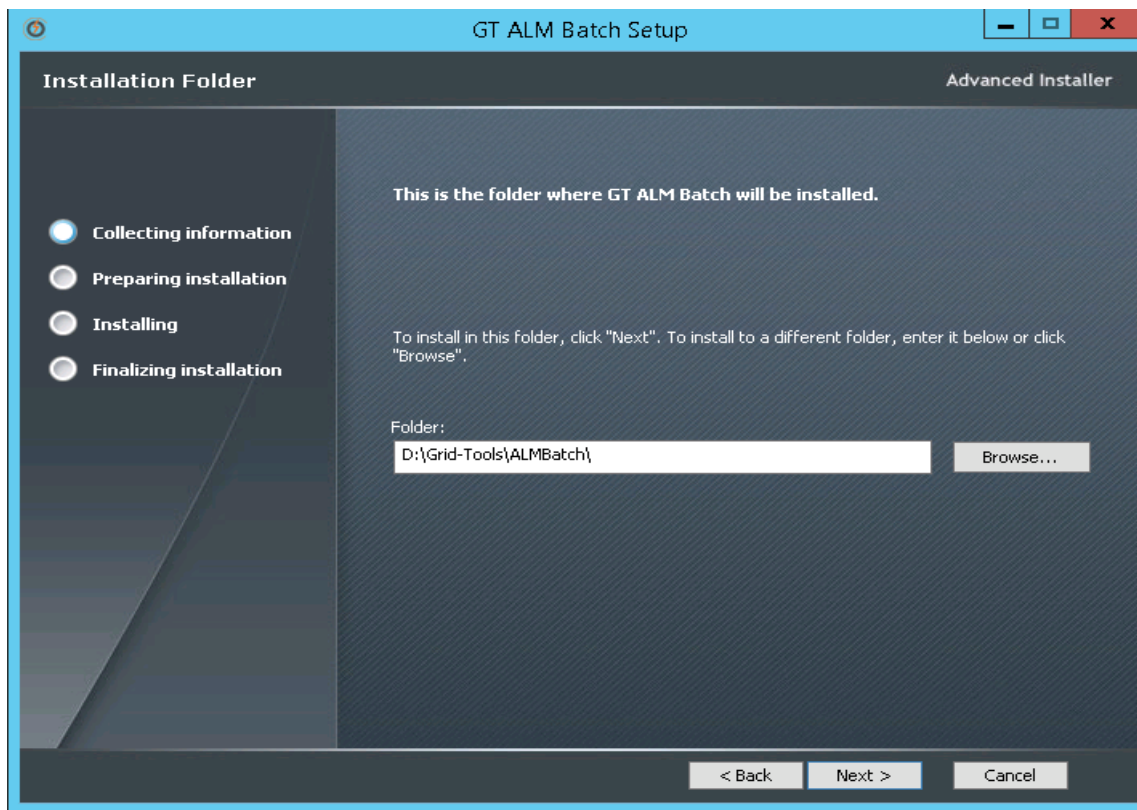 GT ALM Batch Setup
Installation Folder
Advanced Installer
This is the folder where GT ALM Batch will be installed.
Collecting information
Preparing installation
Installing
Finalizing installation
To install in this folder, click "Next". To install to a different folder, enter it below or click
"Browse".
Folder:
D:\Grid-Tools\ALMBatch\
Browse...
< Back
Next >
Cancel